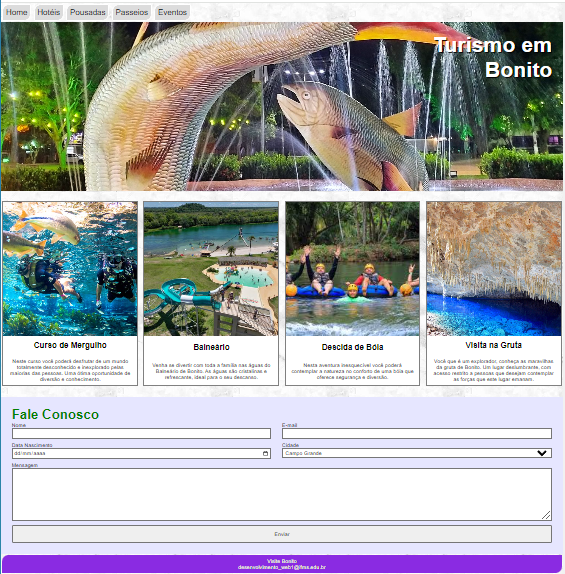 Home Hotéis Pousadas Passeios Eventos
Turismo em
Bonito
Curso de Mergulho
Neste curso você poderá desfrutar de um mundo
totalmente desconhecido e inexplorado pelas
maiorias das pessoas. Uma ótima oportunidade de
diversão e conhecimento.
Balneário
Venha se divertir com toda a família nas águas do
Balneário de Bonito. As águas são cristalinas e
refrescante, ideal para o seu descanso.
Descida de Bóia
Nesta aventura inesquecível você poderá
contemplar a natureza no conforto de uma bóia que
oferece segurança e diversão.
Visita na Gruta
Você que é um explorador, conheça as maravilhas
da gruta de Bonito. Um lugar deslumbrante, com
acesso restrito a pessoas que desejam contemplar
as forças que este lugar emanam.
Fale Conosco
Nome
E-mail
Data Nascimento
Cidade
dd/mm/aaaa
Campo Grande
Mensagem
Enviar
Visite Bonito
desenvolvimento_web1@ifms.edu.br